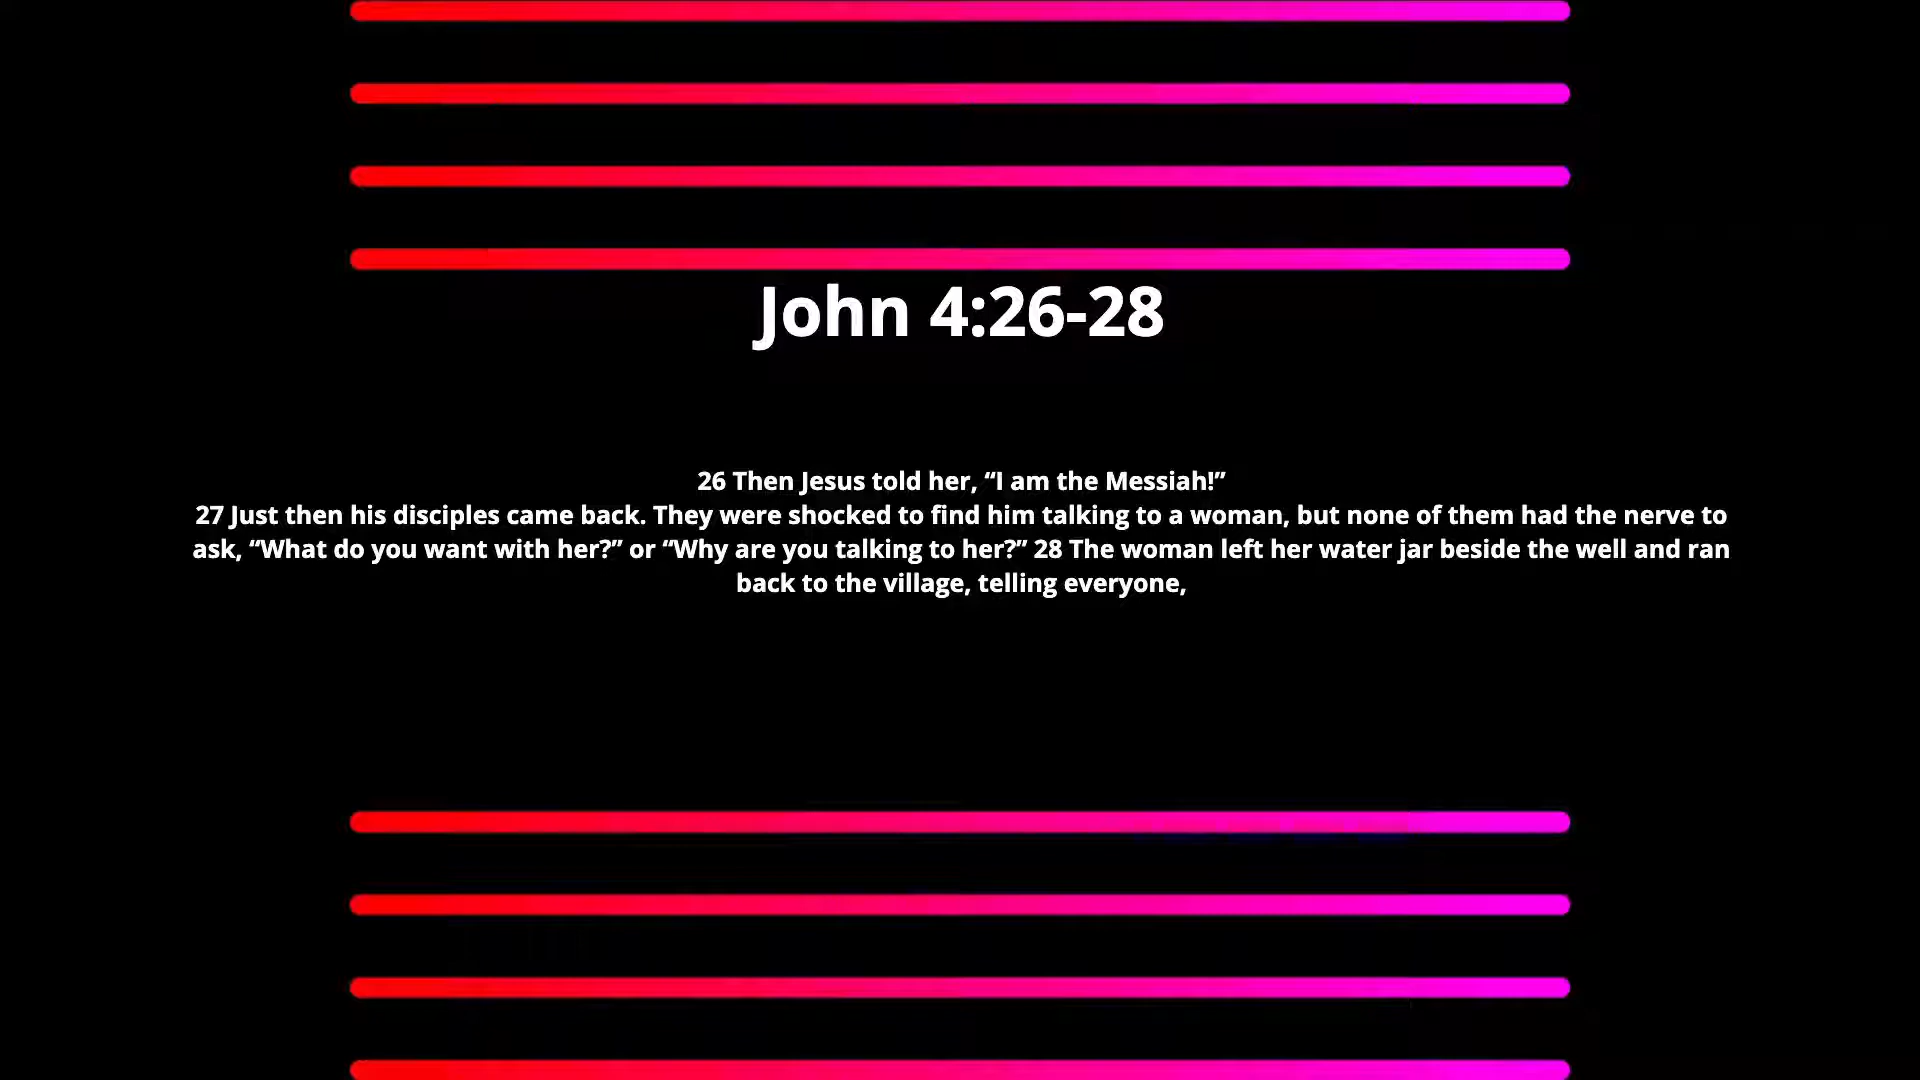 John 4:26-28
26 Then Jesus told her, “I am the Messiah!”
27 Just then his disciples came back. They were shocked to find him talking to a woman, but none of them had the nerve to
ask, “What do you want with her?” or “Why are you talking to her?” 28 The woman left her water jar beside the well and ran
back to the village, telling everyone,